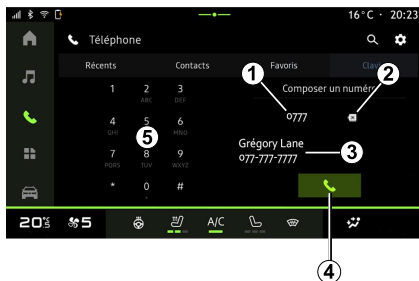 16°C · 20:23
Téléphone
Récents Contacts Favoris Clav
1 2 3
ABC DEF
Composer un numéro
1 2
0777
4 5 6
GHI MNO
5
Grégory Lane
077-777-7777
3
7 8 9
PQRS TUV WXYZ
* 0 #
20.5 5 A/C
4